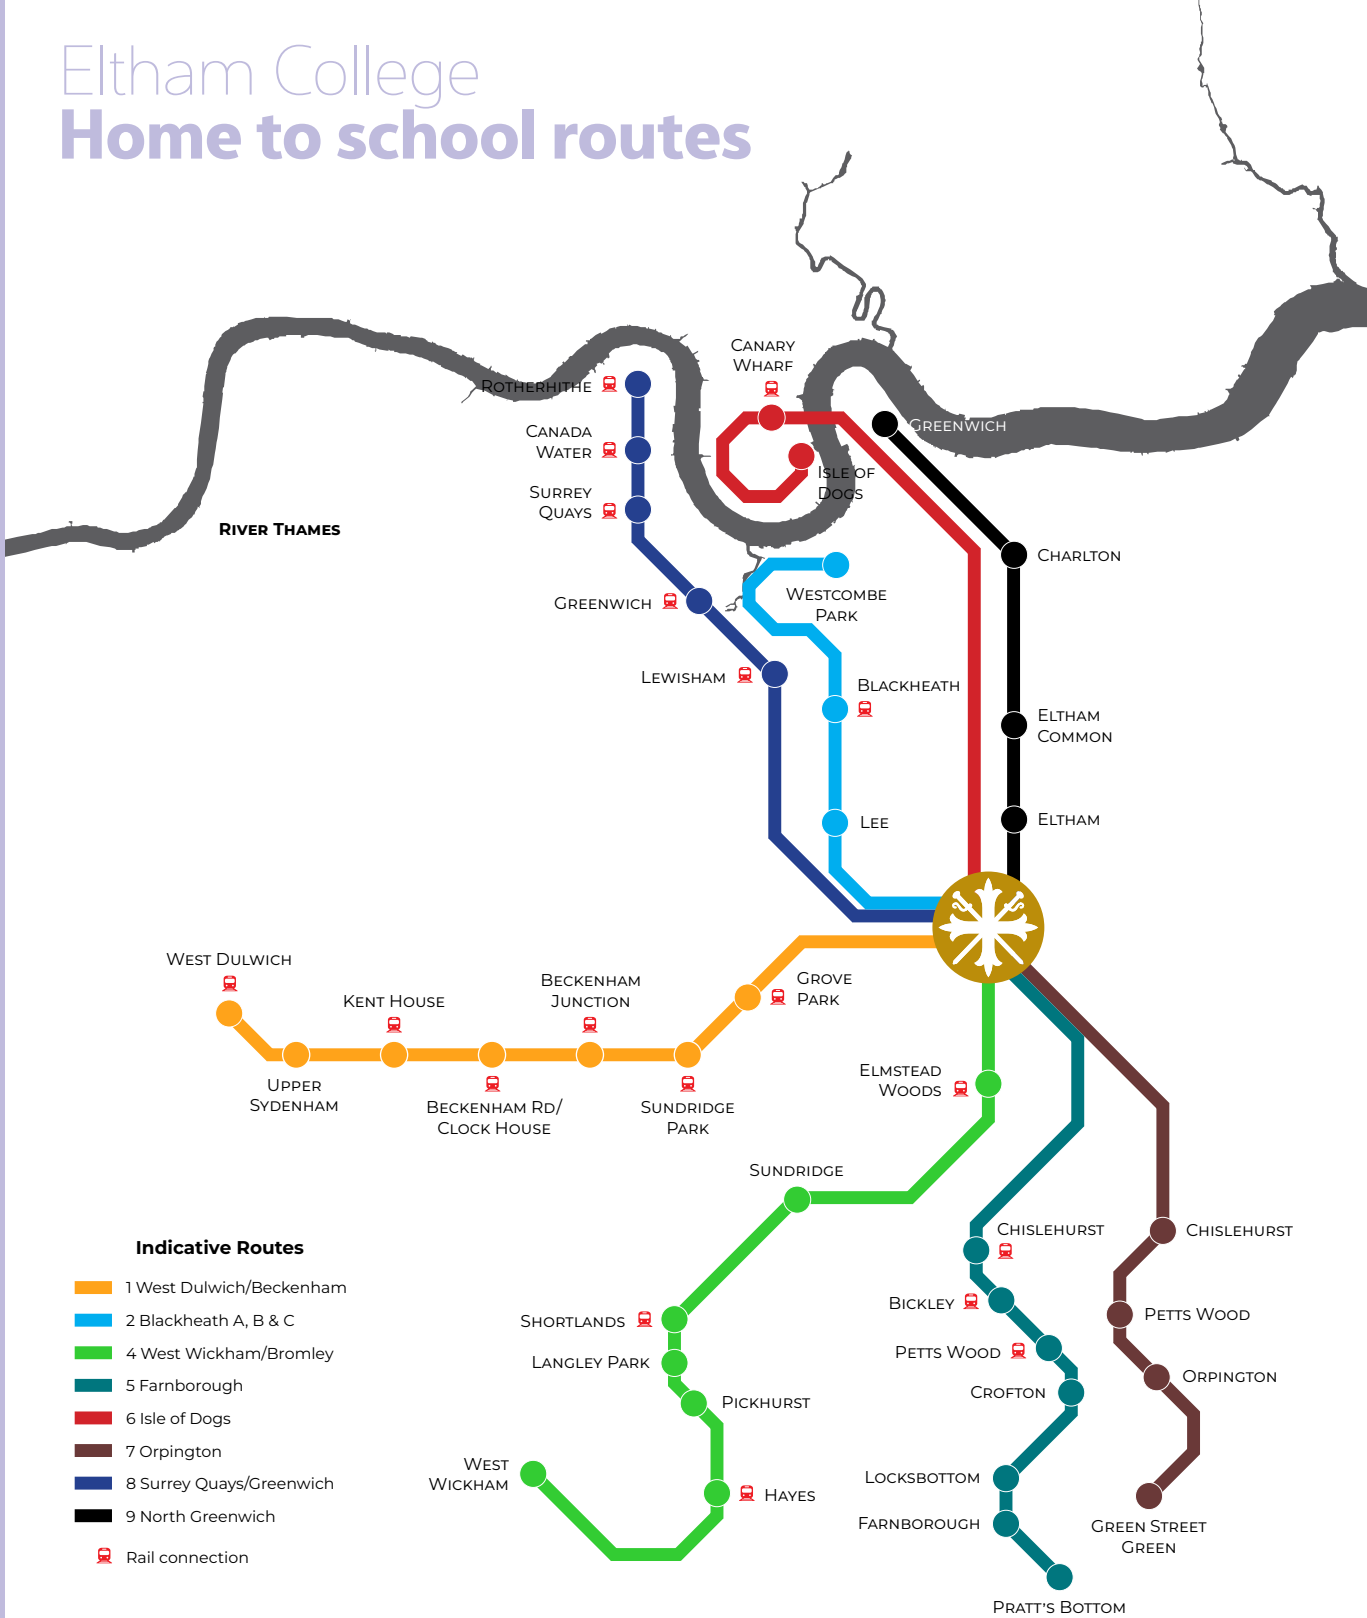 Eltham College
Home to school routes
Canary
Wharf
Rotherhithe
Greenwich
Canada
Water
Isle of
Dogs
Surrey
Quays
River Thames
Charlton
Westcombe
Park
Greenwich
Lewisham
Blackheath
Eltham
Common
Lee
Eltham
West Dulwich
Kent House
Beckenham
Junction
Grove
Park
Upper
Sydenham
Beckenham Rd/
Clock House
Sundridge
Park
Elmstead
Woods
Sundridge
Chislehurst
Chislehurst
Bickley
Petts Wood
Shortlands
Langley Park
Petts Wood
Orpington
Crofton
Pickhurst
West
Wickham
Hayes
Locksbottom
Farnborough
Green Street
Green
Pratt's Bottom
Indicative Routes
1 West Dulwich/Beckenham
2 Blackheath A, B & C
4 West Wickham/Bromley
5 Farnborough
6 Isle of Dogs
7 Orpington
8 Surrey Quays/Greenwich
9 North Greenwich
Rail connection